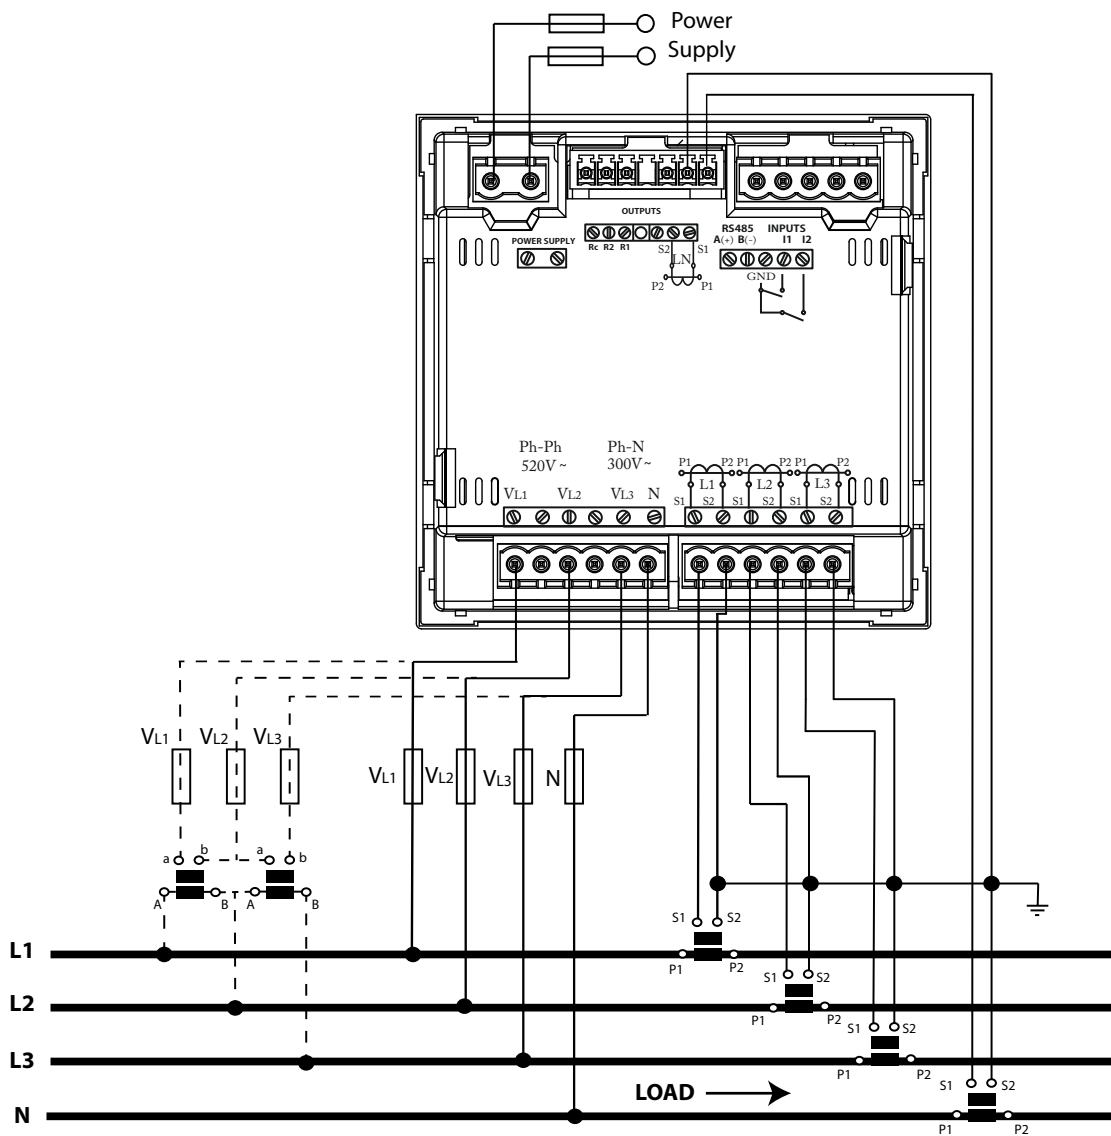 Power
Supply
OUTPUTS
Rc R2 R1
S2 S1
LN
P2 P1
POWER SUPPLY
RS485 INPUTS
A(+) B(-) I1 I2
GND
Ph-Ph Ph-N
520V~ 300V~
VL1 VL2 VL3 N
P1 P2 P1 P2 P1 P2
L1 L2 L3
S1 S2 S1 S2 S1 S2
VL1 VL2 VL3
VL1 VL2 VL3 N
a b a b
A B A B
S1 S2
L1
P1 P2
S1 S2
L2
P1 P2
S1 S2
L3
P1 P2
LOAD
S1 S2
N
P1 P2